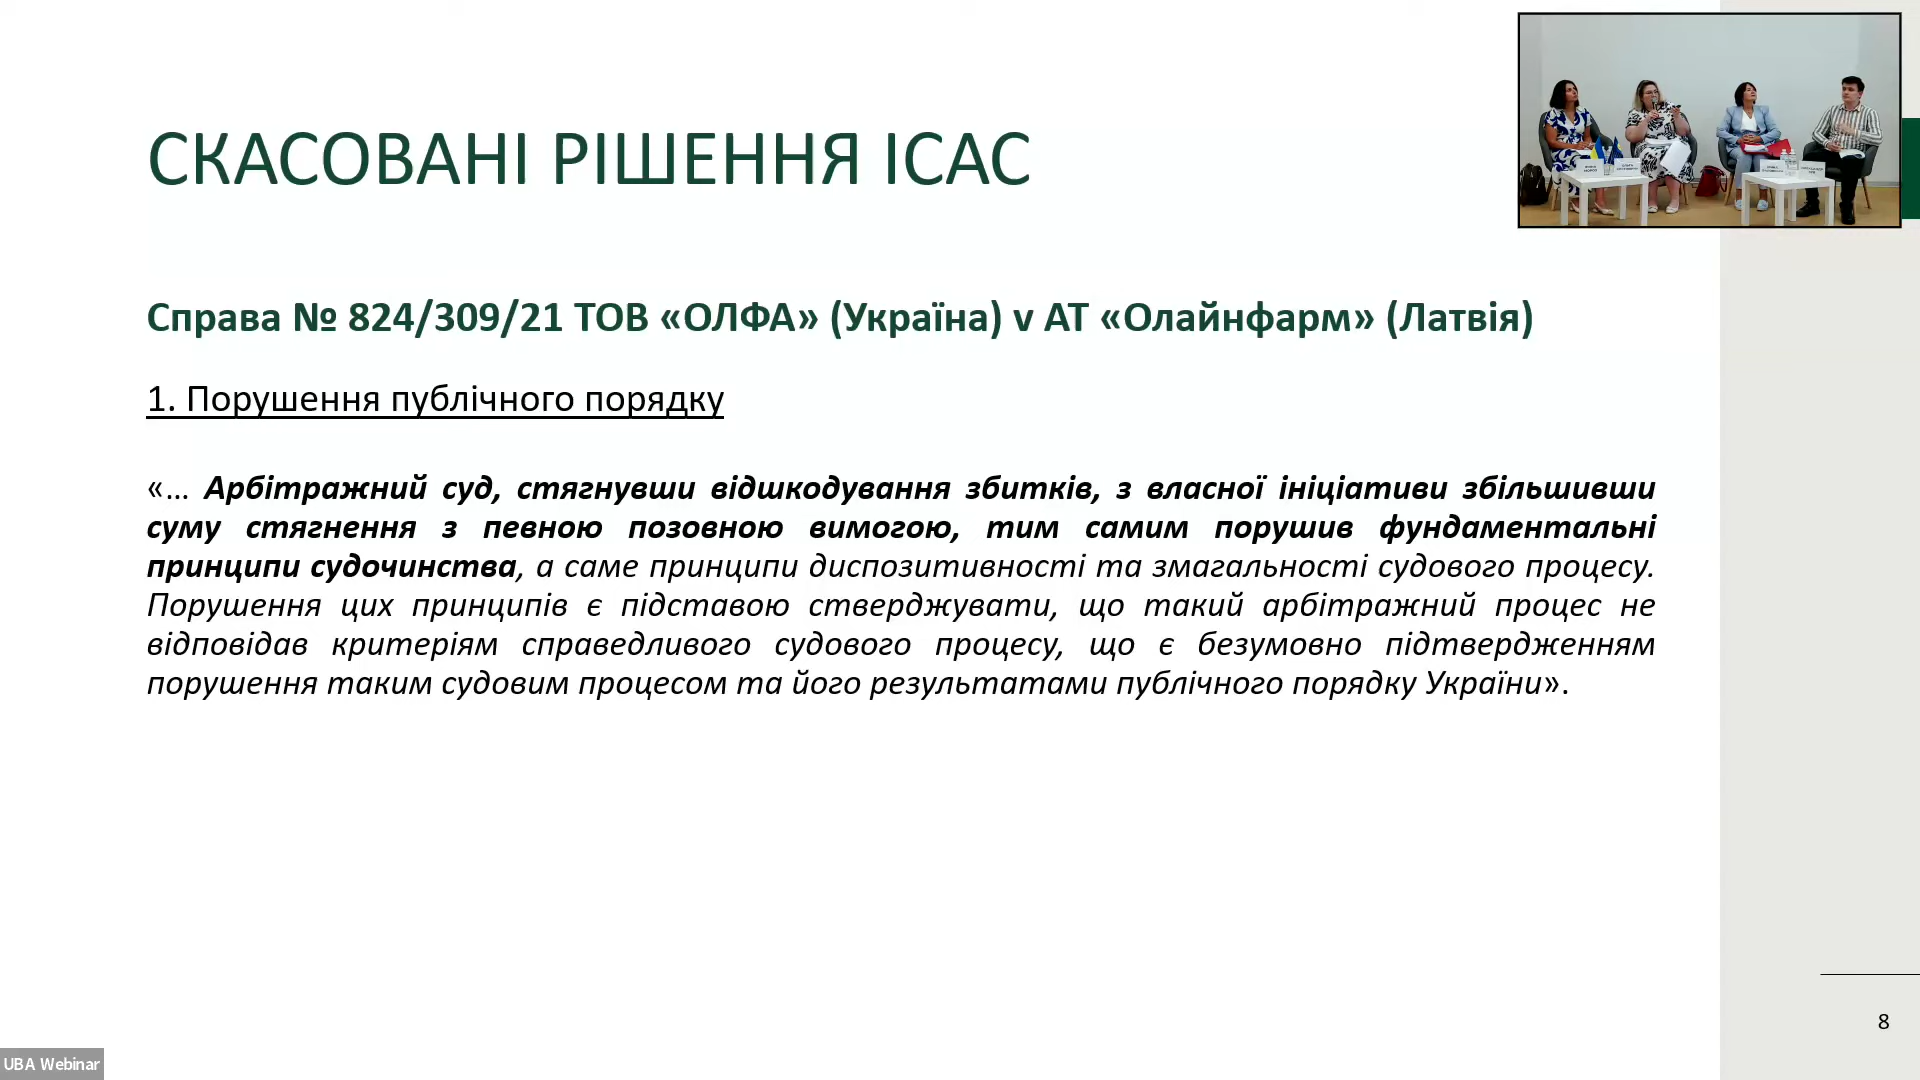 СКАСОВАНІ РІШЕННЯ ІСАС
Справа № 824/309/21 ТОВ «ОЛФА» (Україна) v АТ «Олайнфарм» (Латвія)
1. Порушення публічного порядку
«… Арбітражний суд, стягнувши відшкодування збитків, з власної ініціативи збільшивши
суму стягнення з певною позовною вимогою, тим самим порушив фундаментальні
принципи судочинства, а саме принципи диспозитивності та змагальності судового процесу.
Порушення цих принципів є підставою стверджувати, що такий арбітражний процес не
відповідав критеріям справедливого судового процесу, що є безумовно підтвердженням
порушення таким судовим процесом та його результатами публічного порядку України».
8
UBA Webinar